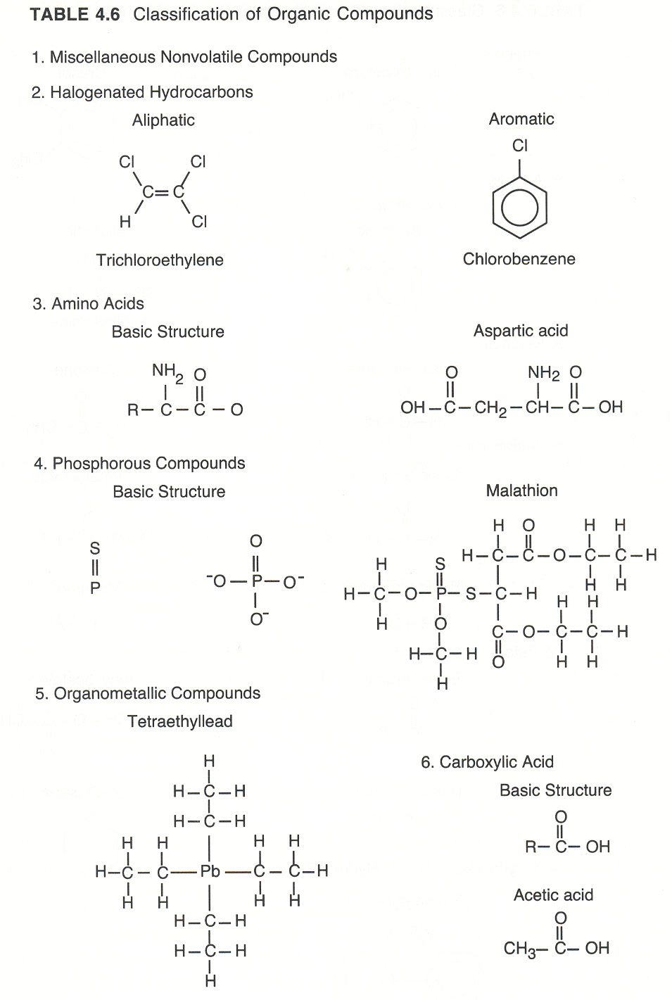 TABLE 4.6 Classification of Organic Compounds
1. Miscellaneous Nonvolatile Compounds
2. Halogenated Hydrocarbons
Aliphatic
Cl Cl
C=C
H Cl
Trichloroethylene
Aromatic
Cl
Chlorobenzene
3. Amino Acids
Basic Structure
NH2 O
R–C–C–O
Aspartic acid
O NH2 O
OH–C–CH2–CH–C–OH
4. Phosphorous Compounds
Basic Structure
S
P
O
-O–P–O-
O-
Malathion
H O H H
H–C–C–O–C–C–H
H S
H H
H–C–O–P–S–C–H
H H
H O
C–O–C–C–H
H–C–H
O H H
H
5. Organometallic Compounds
Tetraethyllead
H
H–C–H
H–C–H
H H H H
H–C–C–Pb–C–C–H
H H H H
H–C–H
H–C–H
H
6. Carboxylic Acid
Basic Structure
O
R–C–OH
Acetic acid
O
CH3–C–OH